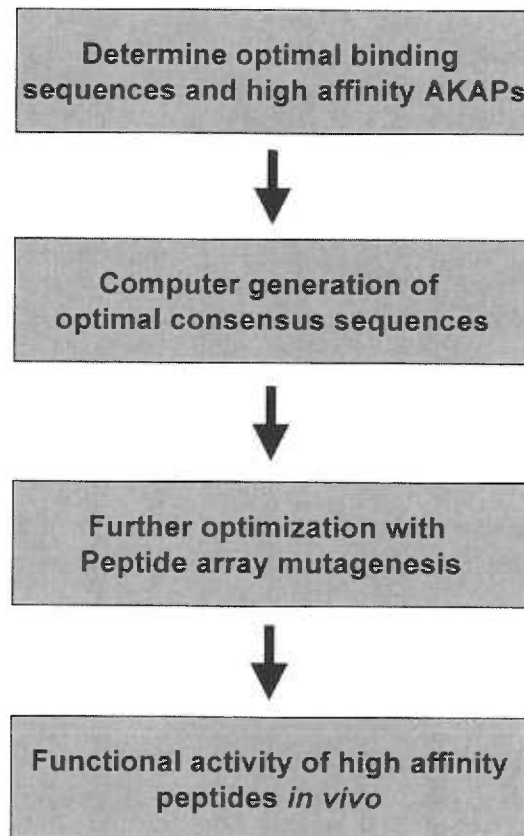 Determine optimal binding
sequences and high affinity AKAPs
Computer generation of
optimal consensus sequences
Further optimization with
Peptide array mutagenesis
Functional activity of high affinity
peptides in vivo